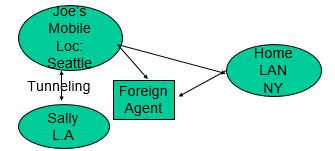 Joe's
Mobile
Loc:
Seattle
Home
LAN
NY
Tunneling
Foreign
Agent
Sally
L.A